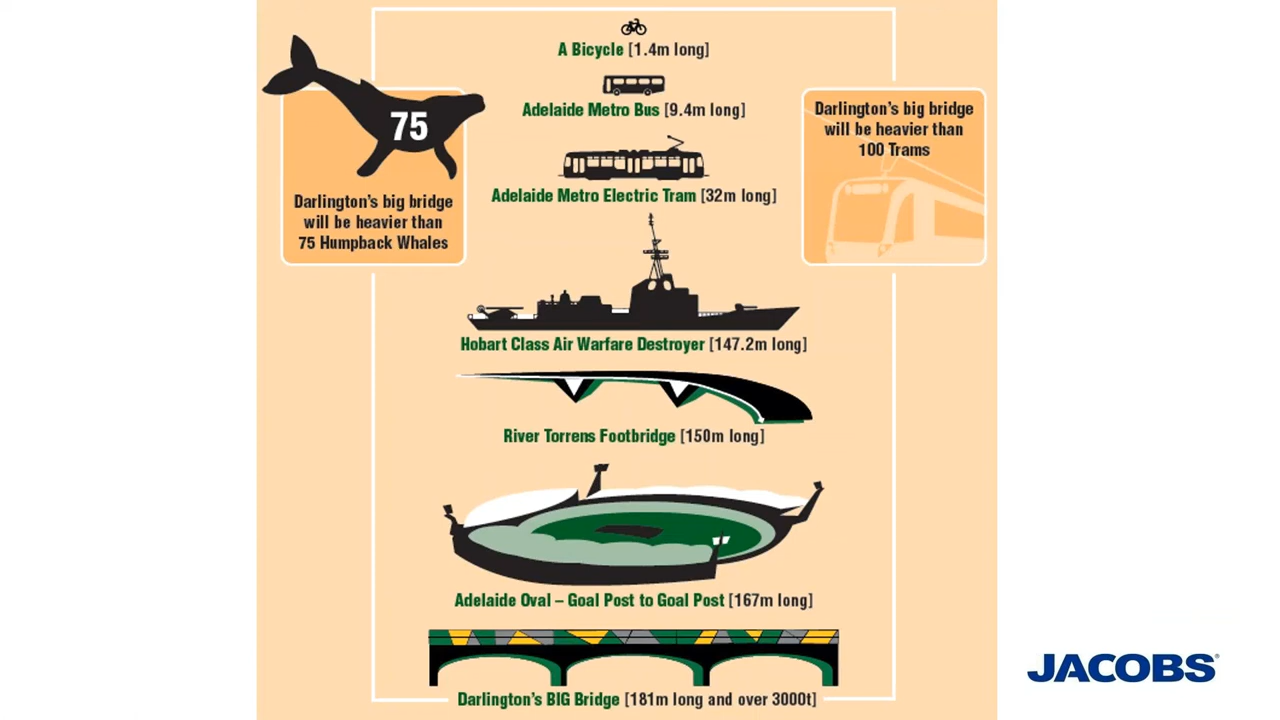 A Bicycle [1.4m long]
Adelaide Metro Bus [9.4m long]
75
Darlington's big bridge
will be heavier than
75 Humpback Whales
Darlington's big bridge
will be heavier than
100 Trams
Adelaide Metro Electric Tram [32m long]
Hobart Class Air Warfare Destroyer [147.2m long]
River Torrens Footbridge [150m long]
Adelaide Oval – Goal Post to Goal Post [167m long]
Darlington's BIG Bridge [181m long and over 3000t]
JACOBS®